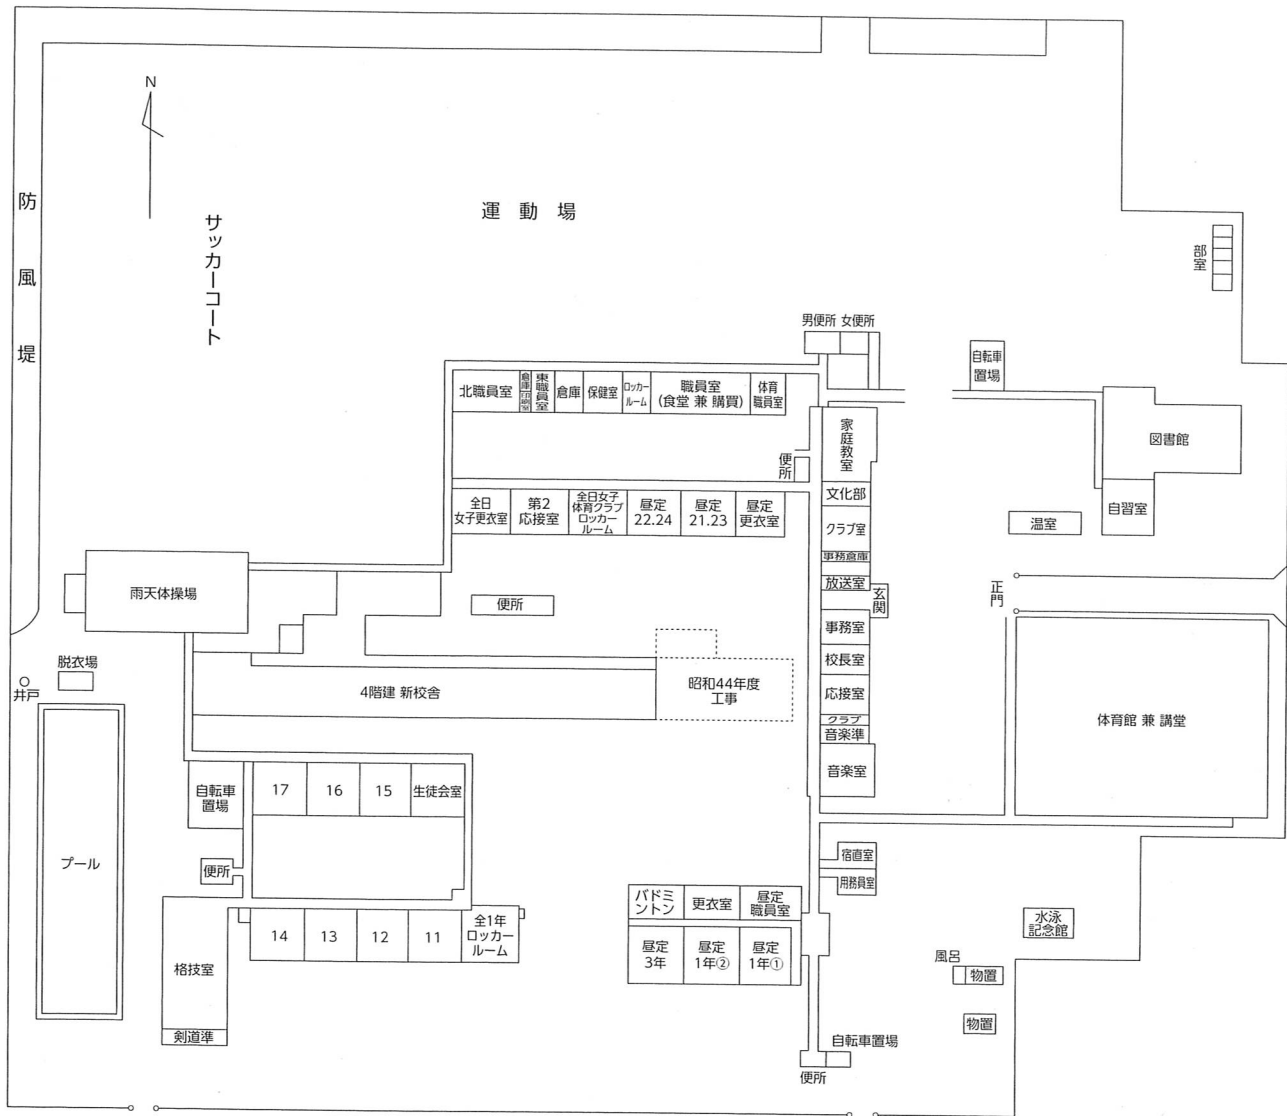 N
防風堤
サッカーコート
運動場
部室
男便所
女便所
自転車
置場
北職員室
倉庫
印刷室
東職員室
倉庫
保健室
ロッカー
ルーム
職員室
(食堂 兼 購買)
体育
職員室
家庭教室
図書館
便所
全日
女子更衣室
第2
応接室
全日女子
体育クラブ
ロッカー
ルーム
昼定
22.24
昼定
21.23
昼定
更衣室
文化部
クラブ室
自習室
温室
事務倉庫
放送室
玄関
正門
雨天体操場
便所
事務室
校長室
脱衣場
井戸
4階建 新校舎
昭和44年度
工事
応接室
クラブ
音楽準
音楽室
体育館 兼 講堂
自転車
置場
17
16
15
生徒会室
プール
便所
宿直室
用務員室
バドミ
ントン
更衣室
昼定
職員室
14
13
12
11
全1年
ロッカー
ルーム
昼定
3年
昼定
1年②
昼定
1年①
水泳
記念館
格技室
風呂
物置
剣道準
物置
自転車置場
便所